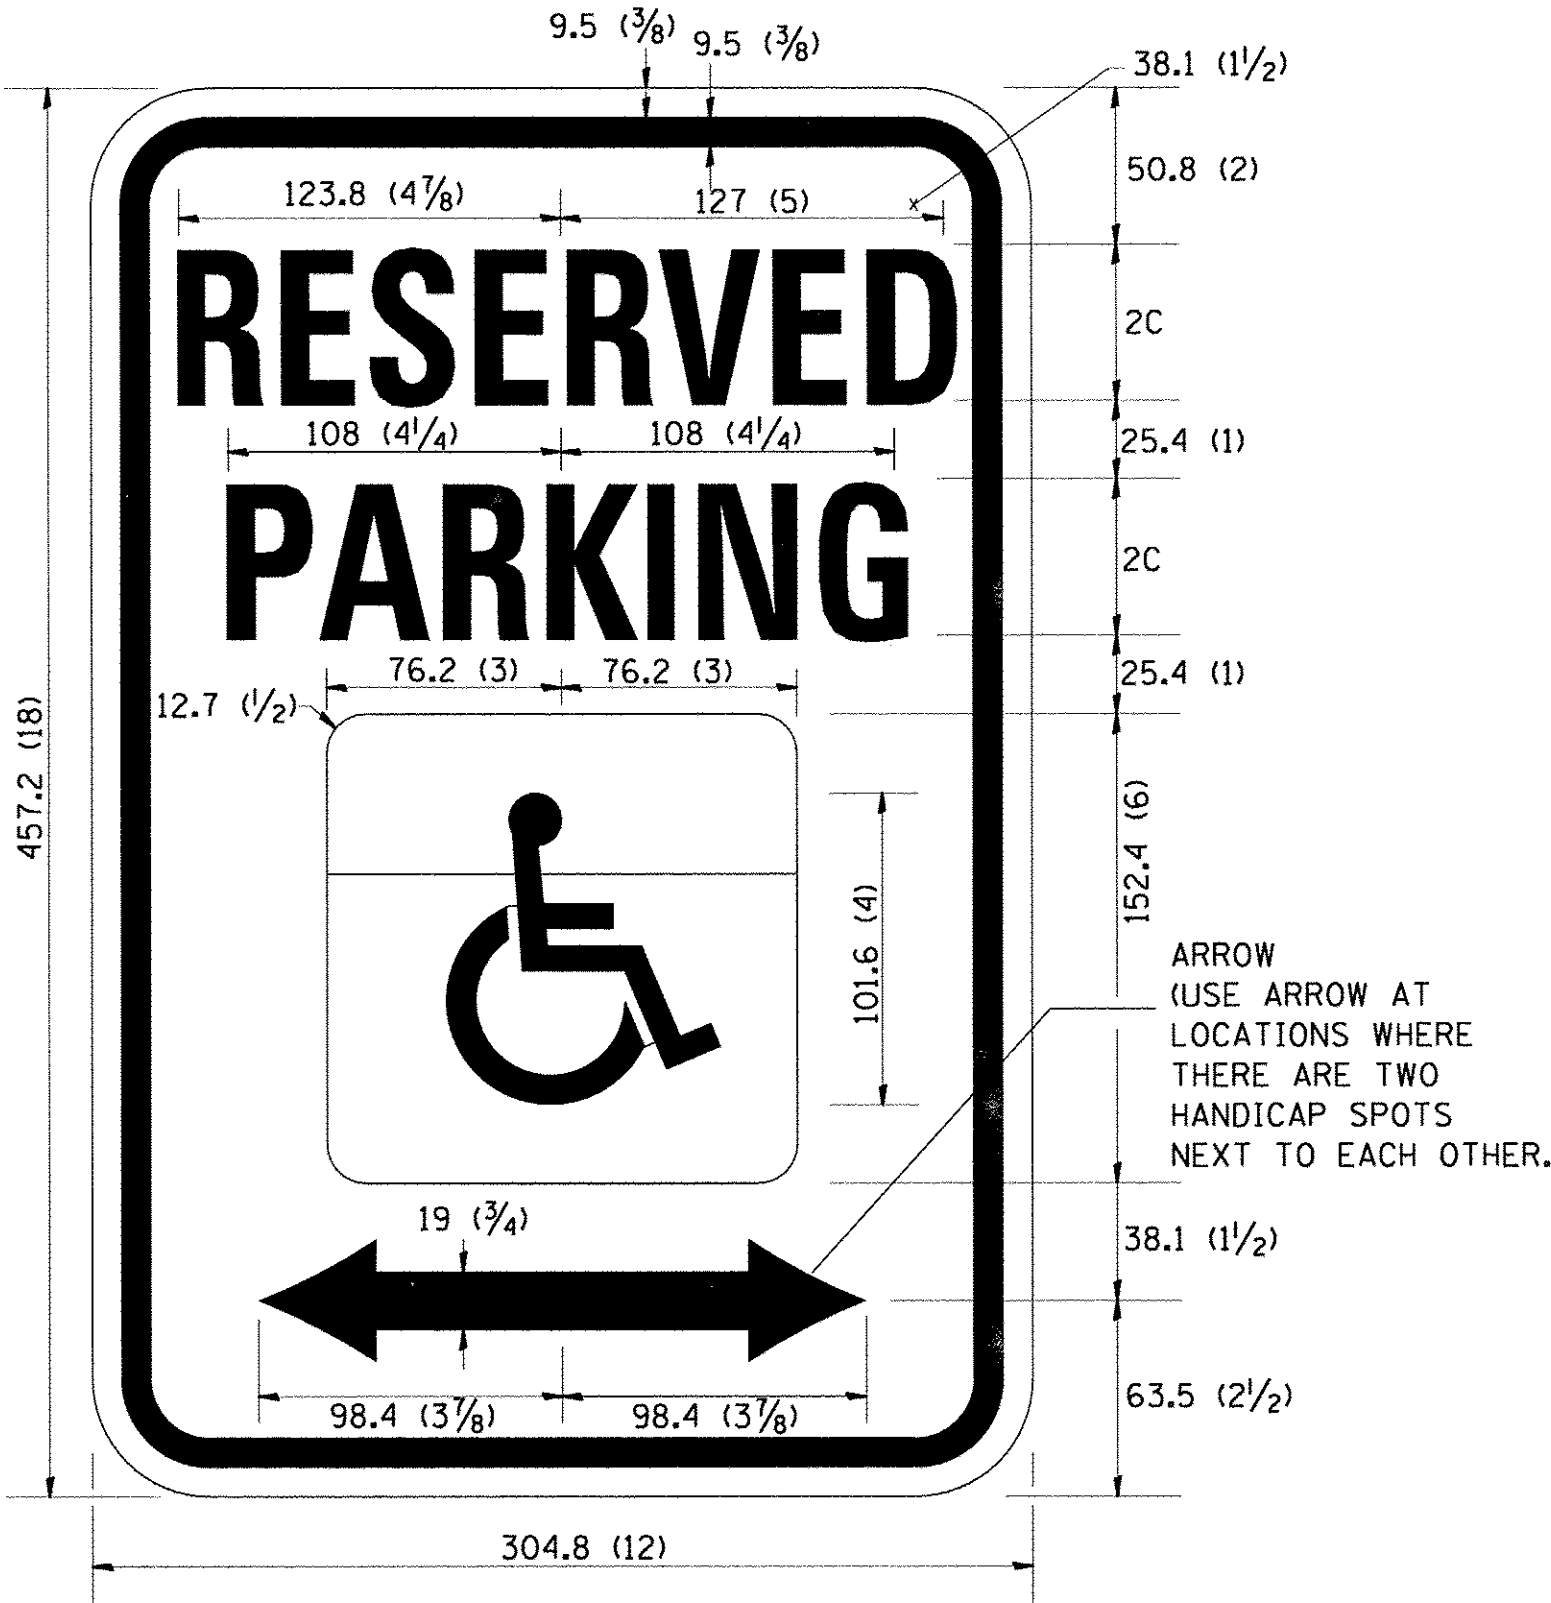 9.5 (3/8) 9.5 (3/8)
38.1 (1 1/2)
50.8 (2)
123.8 (4 7/8) 127 (5)
x
RESERVED
2C
108 (4 1/4) 108 (4 1/4)
25.4 (1)
PARKING
2C
76.2 (3) 76.2 (3)
25.4 (1)
12.7 (1/2)
457.2 (18)
152.4 (6)
101.6 (4)
ARROW
(USE ARROW AT
LOCATIONS WHERE
THERE ARE TWO
HANDICAP SPOTS
NEXT TO EACH OTHER.
19 (3/4)
38.1 (1 1/2)
63.5 (2 1/2)
98.4 (3 7/8) 98.4 (3 7/8)
304.8 (12)